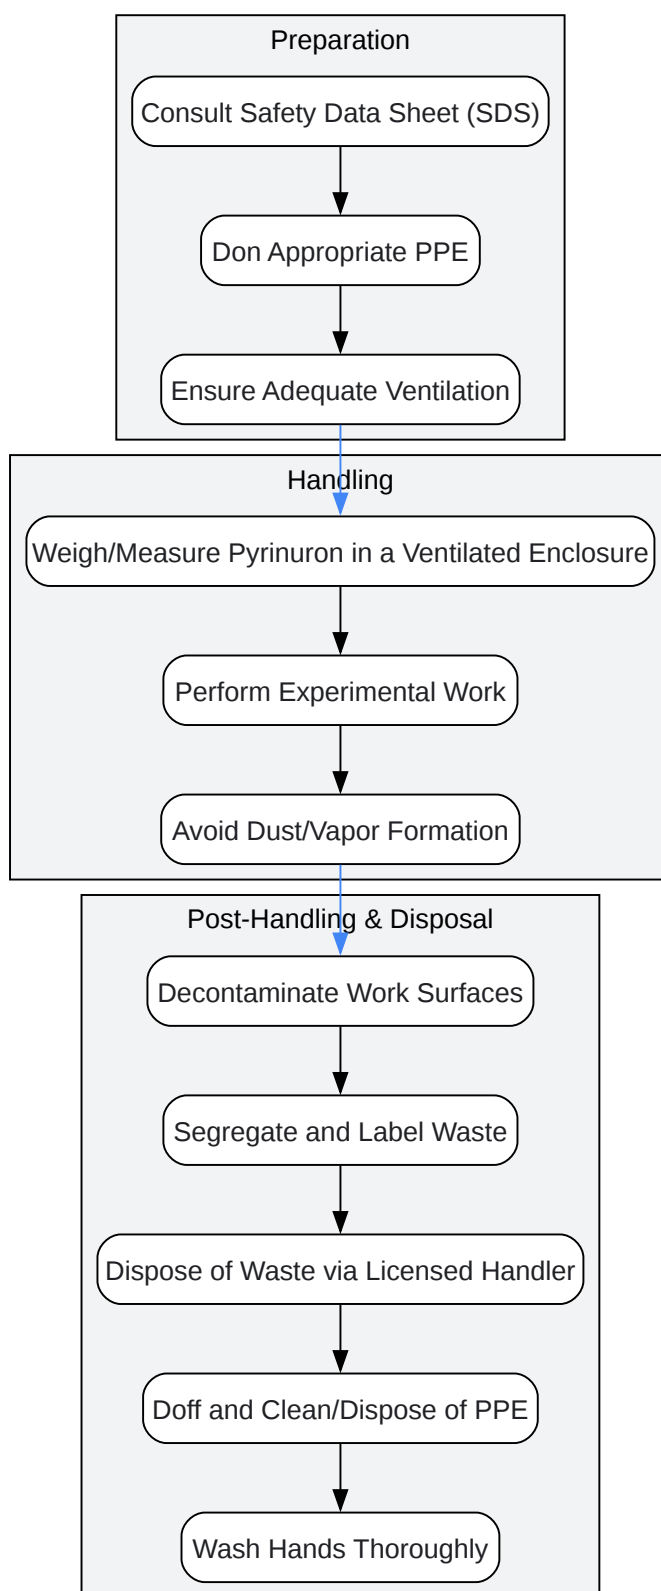 Preparation
Consult Safety Data Sheet (SDS)
Don Appropriate PPE
Ensure Adequate Ventilation
Handling
Weigh/Measure Pyrinuron in a Ventilated Enclosure
Perform Experimental Work
Avoid Dust/Vapor Formation
Post-Handling & Disposal
Decontaminate Work Surfaces
Segregate and Label Waste
Dispose of Waste via Licensed Handler
Doff and Clean/Dispose of PPE
Wash Hands Thoroughly